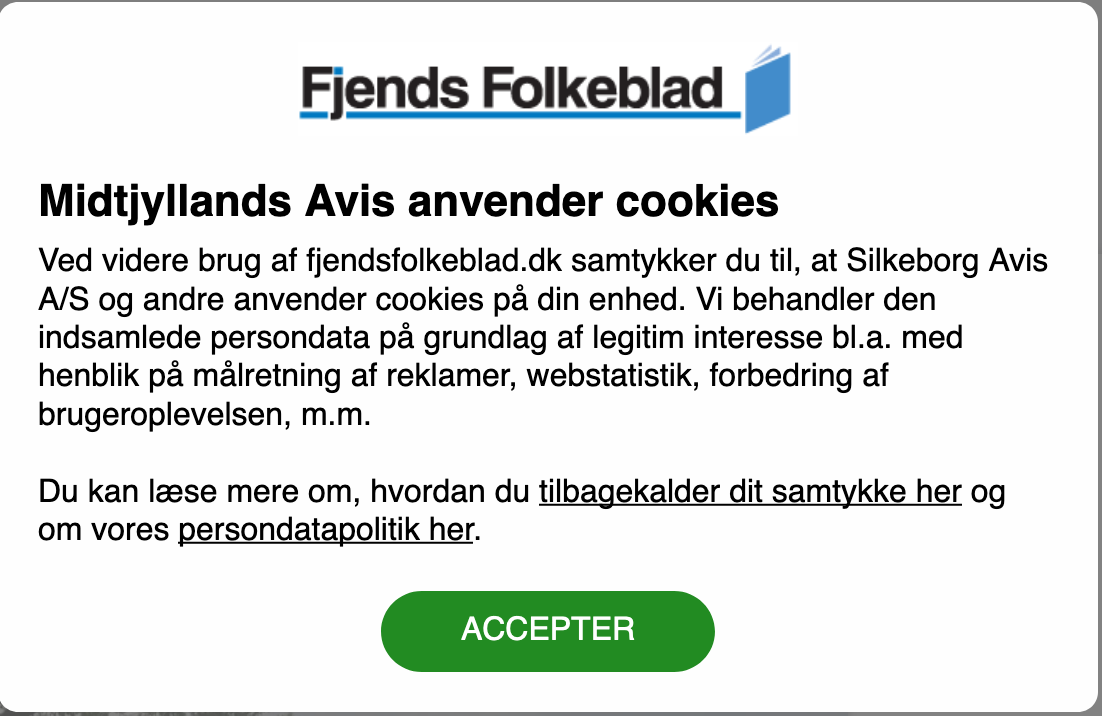 Fjends Folkeblad
Midtjyllands Avis anvender cookies
Ved videre brug af fjendsfolkeblad.dk samtykker du til, at Silkeborg Avis
A/S og andre anvender cookies på din enhed. Vi behandler den
indsamlede persondata på grundlag af legitim interesse bl.a. med
henblik på målretning af reklamer, webstatistik, forbedring af
brugeroplevelsen, m.m.
Du kan læse mere om, hvordan du tilbagekalder dit samtykke her og
om vores persondatapolitik her.
ACCEPTER